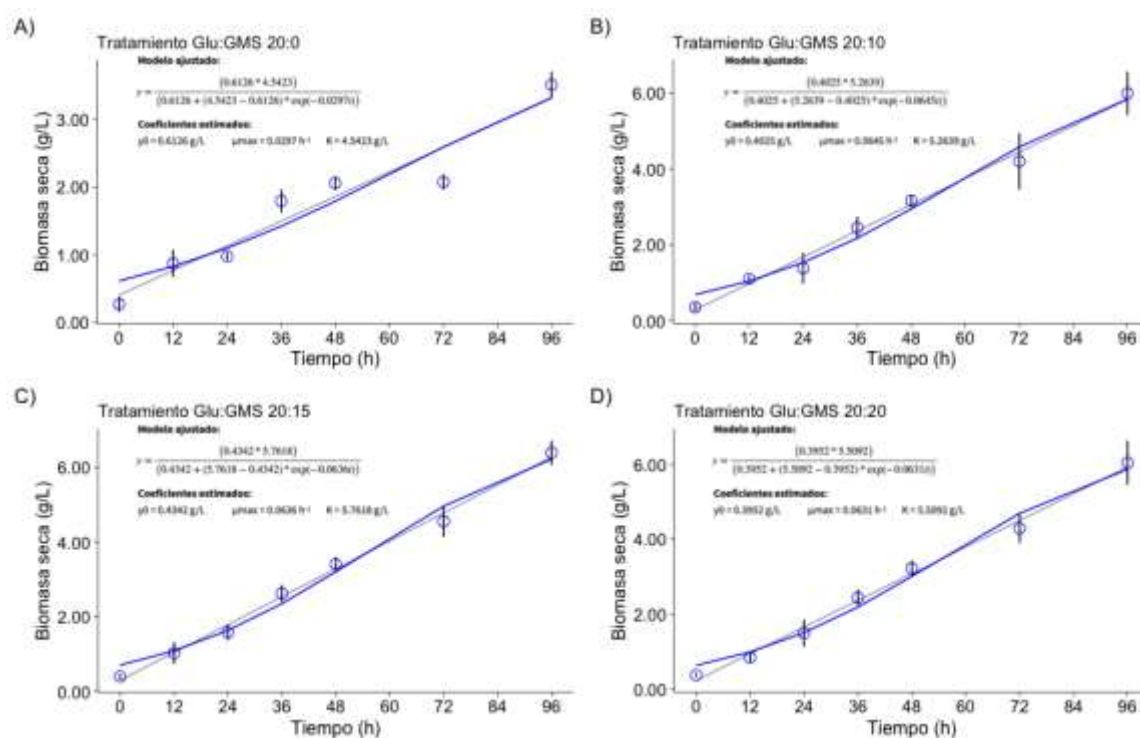 A)
Tratamiento Glu:GMS 20:0
Modelo ajustado:
(0.6126 * 4.5423)
y =
(0.6126 + (4.5423 − 0.6126) * exp(−0.0297t))
Coeficientes estimados:
y0 = 0.6126 g/L μmax = 0.0297 h⁻¹ K = 4.5423 g/L
Biomasa seca (g/L)
3.00
2.00
1.00
0.00
0 12 24 36 48 60 72 84 96
Tiempo (h)
B)
Tratamiento Glu:GMS 20:10
Modelo ajustado:
(0.4025 * 5.2639)
y =
(0.4025 + (5.2639 − 0.4025) * exp(−0.0645t))
Coeficientes estimados:
y0 = 0.4025 g/L μmax = 0.0645 h⁻¹ K = 5.2639 g/L
Biomasa seca (g/L)
6.00
4.00
2.00
0.00
0 12 24 36 48 60 72 84 96
Tiempo (h)
C)
Tratamiento Glu:GMS 20:15
Modelo ajustado:
(0.4342 * 5.7618)
y =
(0.4342 + (5.7618 − 0.4342) * exp(−0.0636t))
Coeficientes estimados:
y0 = 0.4342 g/L μmax = 0.0636 h⁻¹ K = 5.7618 g/L
Biomasa seca (g/L)
6.00
4.00
2.00
0.00
0 12 24 36 48 60 72 84 96
Tiempo (h)
D)
Tratamiento Glu:GMS 20:20
Modelo ajustado:
(0.3952 * 5.5092)
y =
(0.3952 + (5.5092 − 0.3952) * exp(−0.0631t))
Coeficientes estimados:
y0 = 0.3952 g/L μmax = 0.0631 h⁻¹ K = 5.5092 g/L
Biomasa seca (g/L)
6.00
4.00
2.00
0.00
0 12 24 36 48 60 72 84 96
Tiempo (h)